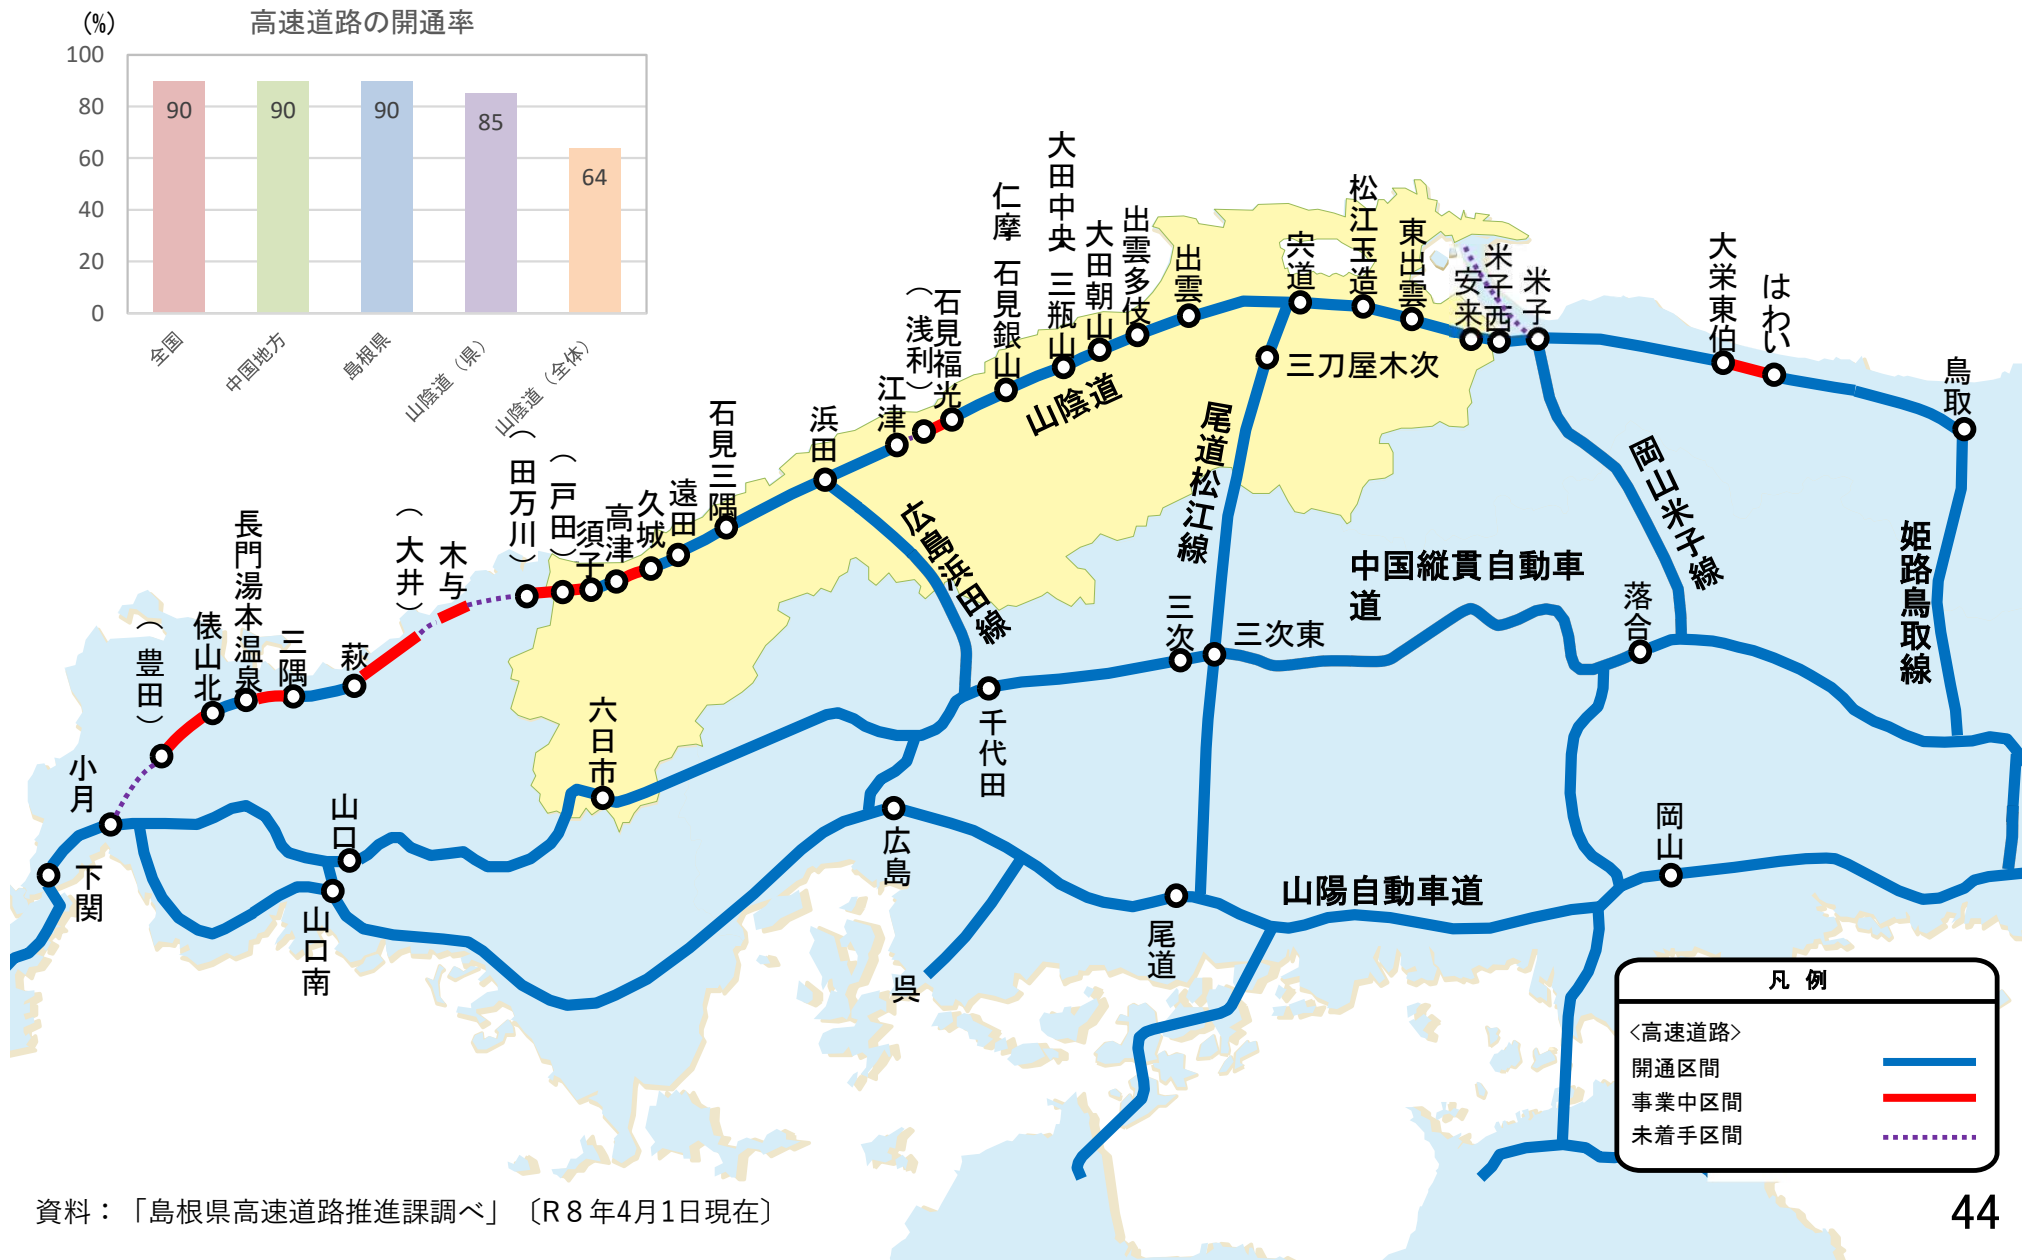 高速道路の開通率
(%)
100
80
60
40
20
0
90
90
90
85
64
全国
中国地方
島根県
山陰道（県）
山陰道（全体）
下関
小月
（豊田）
俵山北
長門湯本温泉
三隅
萩
（大井）
木与
（田万川）
（戸田）
須子
高津
久城
遠田
石見三隅
浜田
江津
（浅利）
石見福光
仁摩・石見銀山
大田中央・三瓶山
大田朝山
出雲多伎
出雲
宍道
松江玉造
東出雲
安来
米子西
米子
大栄東伯
はわい
鳥取
山陰道
三刀屋木次
尾道松江線
広島浜田線
岡山米子線
姫路鳥取線
中国縦貫自動車
道
三次
三次東
落合
千代田
六日市
山口
山口南
広島
呉
尾道
山陽自動車道
岡山
凡 例
<高速道路>
開通区間
事業中区間
未着手区間
資料：「島根県高速道路推進課調べ」〔R８年4月1日現在〕
44